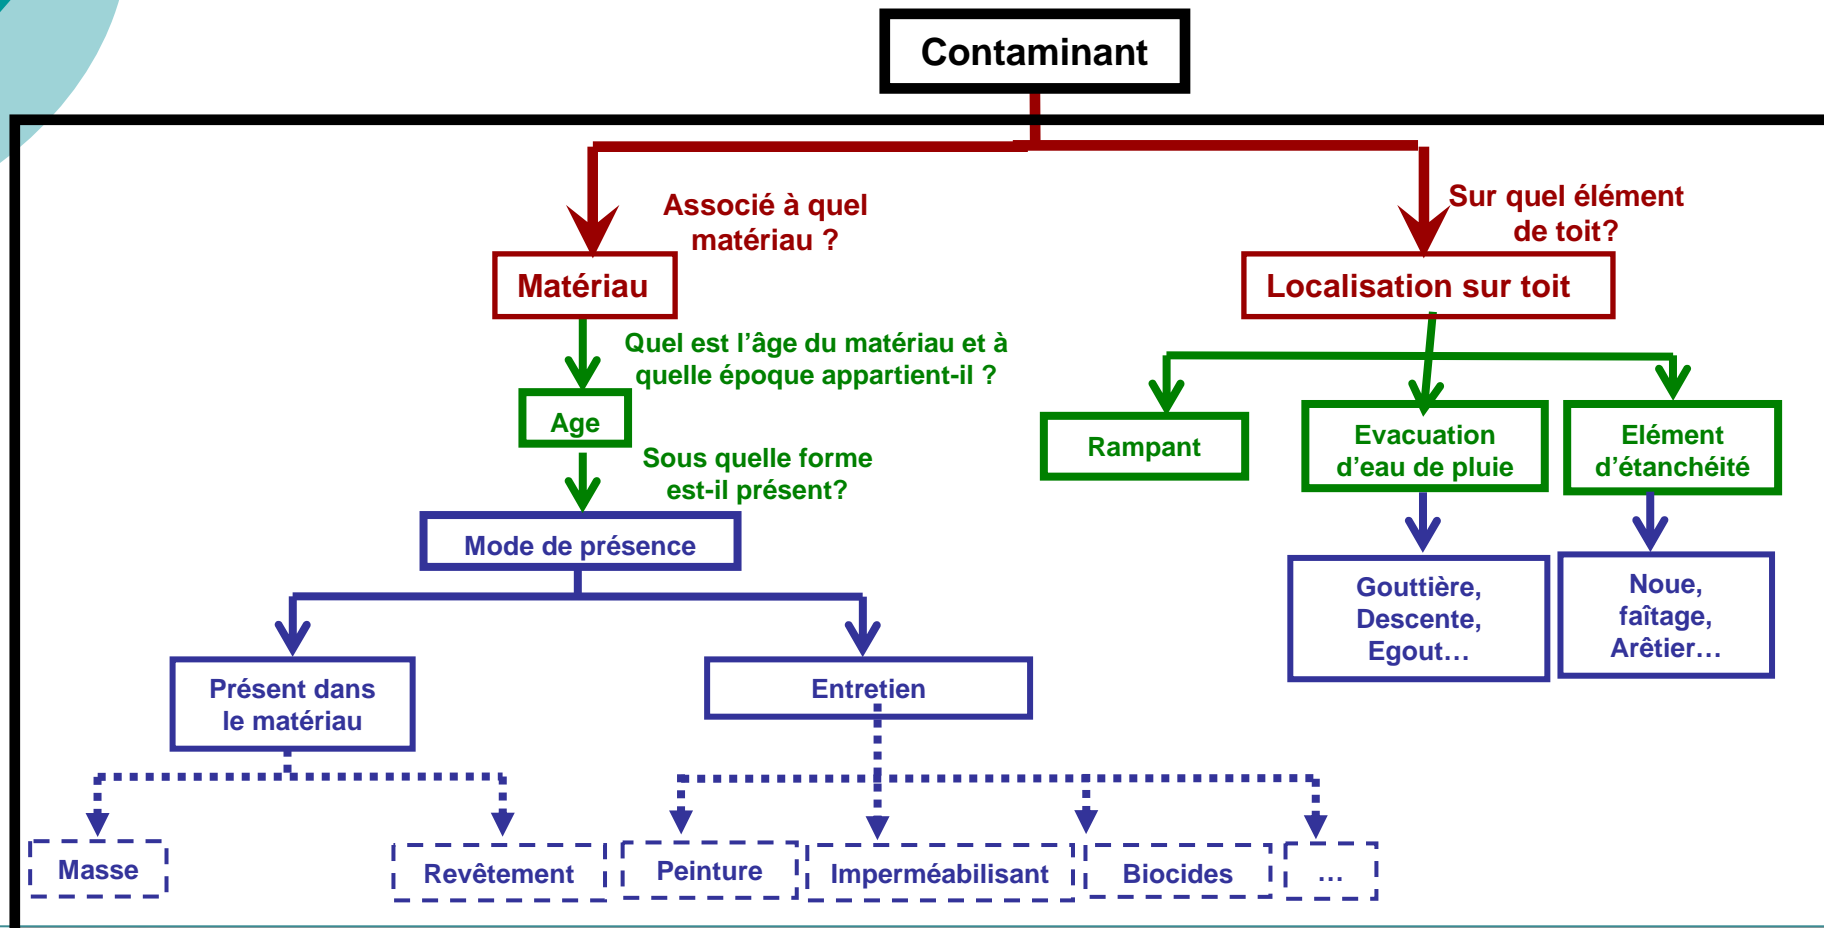 Contaminant
Associé à quel
matériau ?
Sur quel élément
de toit?
Matériau
Localisation sur toit
Quel est l’âge du matériau et à
quelle époque appartient-il ?
Age
Rampant
Evacuation
d’eau de pluie
Elément
d’étanchéité
Sous quelle forme
est-il présent?
Mode de présence
Gouttière,
Descente,
Egout…
Noue,
faîtage,
Arêtier…
Présent dans
le matériau
Entretien
Masse
Revêtement
Peinture
Imperméabilisant
Biocides
…